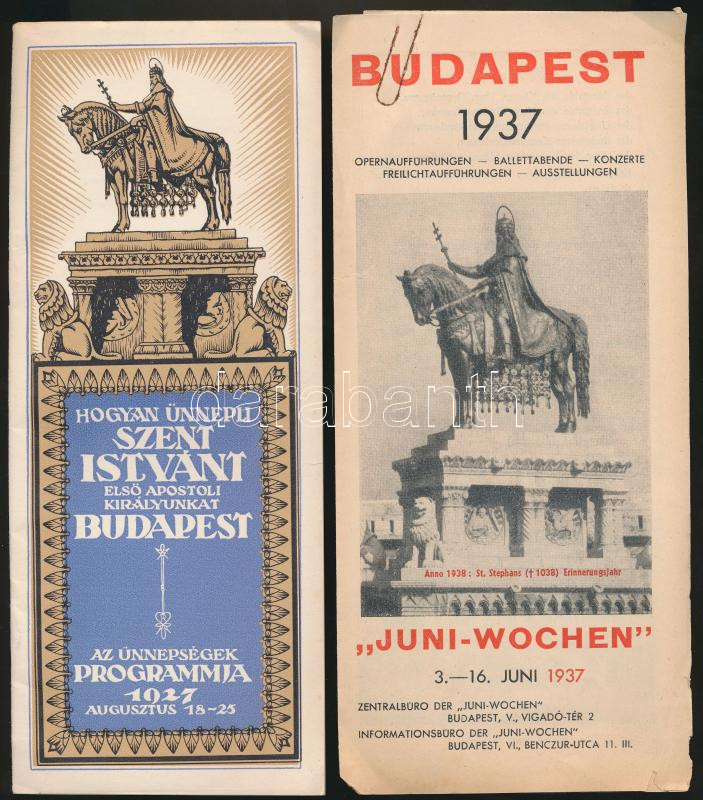 HOGYAN ÜNNEPLI
SZENT
ISTVÁNT
ELSŐ APOSTOLI
KIRÁLYUNKAT
BUDAPEST
AZ ÜNNEPSÉGEK
PROGRAMMJA
1927
AUGUSZTUS 18-25
BUDAPEST
1937
OPERNAUFFÜHRUNGEN — BALLETTABENDE — KONZERTE
FREILICHTAUFFÜHRUNGEN — AUSSTELLUNGEN
Anno 1938 : St. Stephans († 1038) Erinnerungsjahr
„JUNI-WOCHEN"
3.—16. JUNI 1937
ZENTRALBÜRO DER „JUNI-WOCHEN"
BUDAPEST, V., VIGADÓ-TÉR 2
INFORMATIONSBÜRO DER „JUNI-WOCHEN"
BUDAPEST, VI., BENCZUR-UTCA 11. III.
darabanth